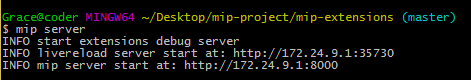 Grace@coder MINGW64 ~/Desktop/mip-project/mip-extensions (master)
$ mip server
INFO start extensions debug server
INFO livereload server start at: http://172.24.9.1:35730
INFO mip server start at: http://172.24.9.1:8000